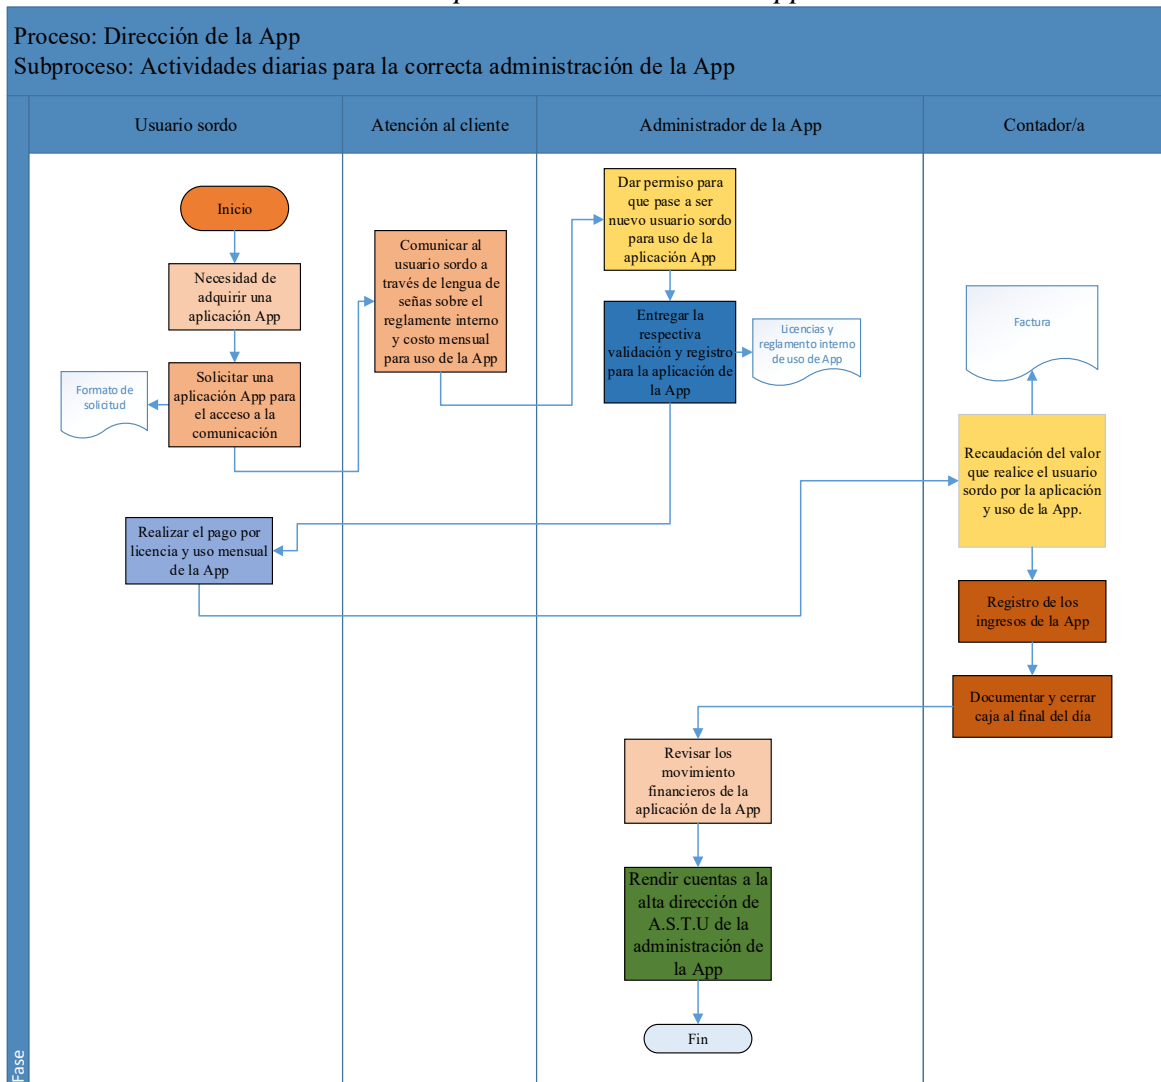 Proceso: Dirección de la App
Subproceso: Actividades diarias para la correcta administración de la App
Usuario sordo
Atención al cliente
Administrador de la App
Contador/a
Inicio
Necesidad de
adquirir una
aplicación App
Solicitar una
aplicación App para
el acceso a la
comunicación
Formato de
solicitud
Comunicar al
usuario sordo a
través de lengua de
señas sobre el
reglamente interno
y costo mensual
para uso de la App
Dar permiso para
que pase a ser
nuevo usuario sordo
para uso de la
aplicación App
Entregar la
respectiva
validación y registro
para la aplicación de
la App
Licencias y
reglamento interno
de uso de App
Realizar el pago por
licencia y uso mensual
de la App
Factura
Recaudación del valor
que realice el usuario
sordo por la aplicación
y uso de la App.
Registro de los
ingresos de la App
Documentar y cerrar
caja al final del día
Revisar los
movimiento
financieros de la
aplicación de la App
Rendir cuentas a la
alta dirección de
A.S.T.U de la
administración de
la App
Fin
Fase